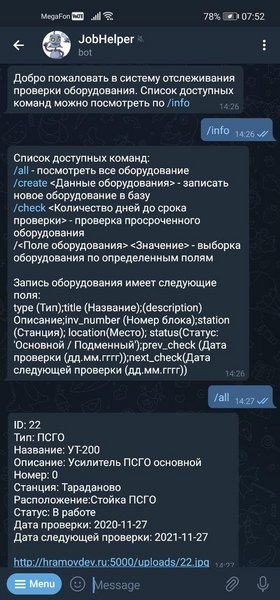 MegaFon VoLTE
78% 07:52
JobHelper
bot
Добро пожаловать в систему отслеживания
проверки оборудования. Список доступных
команд можно посмотреть по /info
14:26
/info 14:26
Список доступных команд:
/all - посмотреть все оборудование
/create <Данные оборудования> - записать
новое оборудование в базу
/check <Количество дней до срока
проверки> - проверка просроченного
оборудования
/<Поле оборудования> <Значение> - выборка
оборудования по определенным полям
Запись оборудования имеет следующие
поля:
type (Тип);title (Название);(description)
Описание;inv_number (Номер блока);station
(Станция); location(Место); status(Статус:
'Основной / Подменный');prev_check (Дата
проверки (дд.мм.гггг));next_check(Дата
следующей проверки (дд.мм.гггг))
14:26
/all 14:27
ID: 22
Тип: ПСГО
Название: УТ-200
Описание: Усилитель ПСГО основной
Номер: 0
Станция: Тараданово
Расположение:Стойка ПСГО
Статус: В работе
Дата проверки: 2020-11-27
Дата следующей проверки: 2021-11-27
http://hramovdev.ru:5000/uploads/22.jpg
14:27
Menu
Message